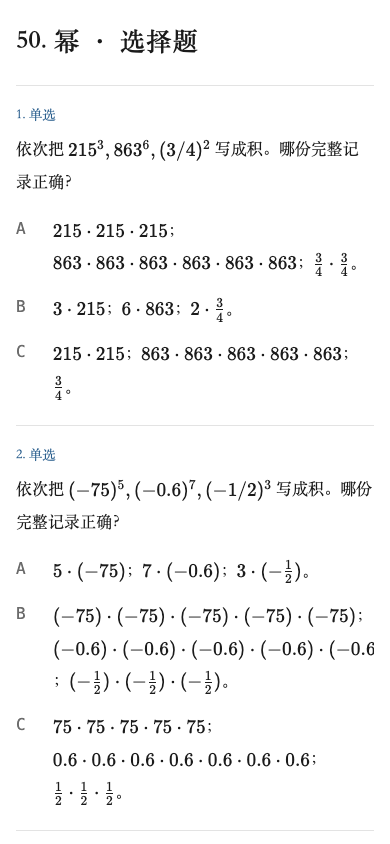 50. 幂 · 选择题
1. 单选
依次把 215³, 863⁶, (3/4)² 写成积。哪份完整记
录正确?
A 215 · 215 · 215;
863 · 863 · 863 · 863 · 863 · 863; 3/4 · 3/4。
B 3 · 215; 6 · 863; 2 · 3/4。
C 215 · 215; 863 · 863 · 863 · 863 · 863;
3/4。
2. 单选
依次把 (−75)⁵, (−0.6)⁷, (−1/2)³ 写成积。哪份
完整记录正确?
A 5 · (−75); 7 · (−0.6); 3 · (−1/2)。
B (−75) · (−75) · (−75) · (−75) · (−75);
(−0.6) · (−0.6) · (−0.6) · (−0.6) · (−0.6
; (−1/2) · (−1/2) · (−1/2)。
C 75 · 75 · 75 · 75 · 75;
0.6 · 0.6 · 0.6 · 0.6 · 0.6 · 0.6 · 0.6;
1/2 · 1/2 · 1/2。